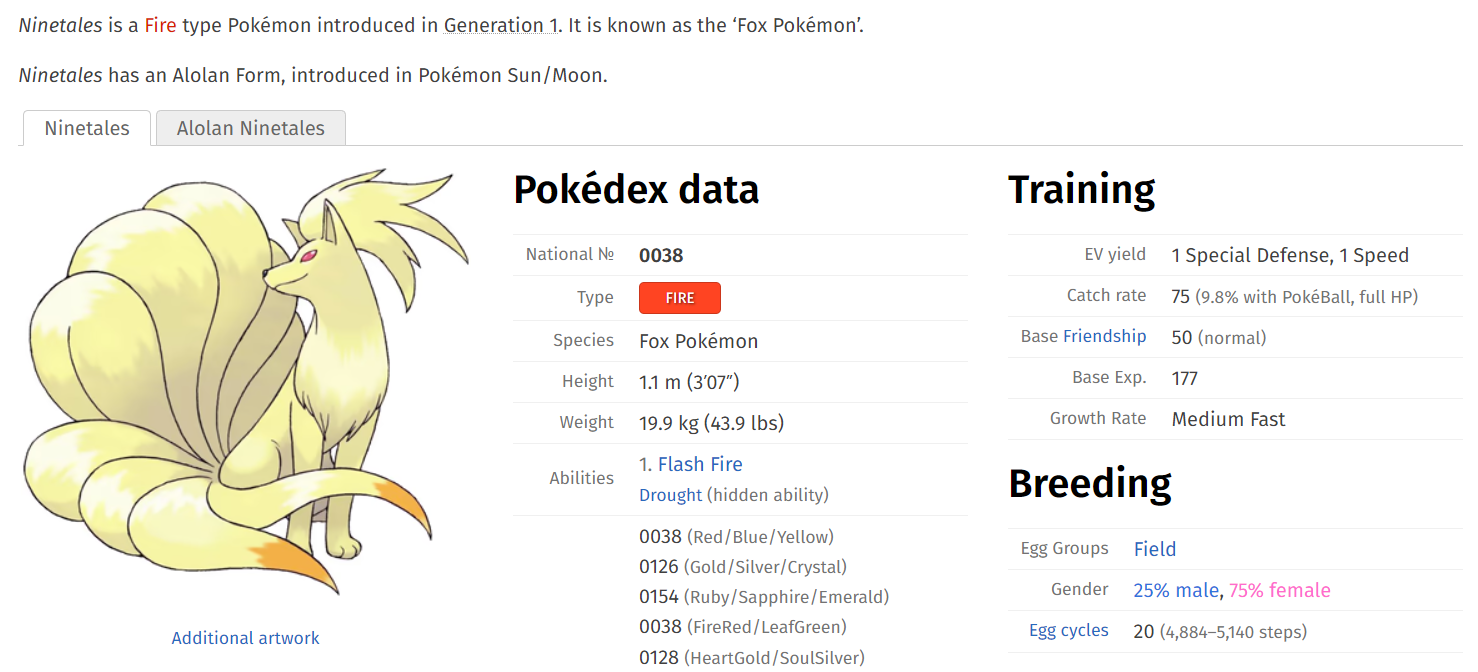 Ninetales is a Fire type Pokémon introduced in Generation 1. It is known as the ‘Fox Pokémon’.
Ninetales has an Alolan Form, introduced in Pokémon Sun/Moon.
Ninetales
Alolan Ninetales
Additional artwork
Pokédex data
National № 0038
Type FIRE
Species Fox Pokémon
Height 1.1 m (3′07″)
Weight 19.9 kg (43.9 lbs)
Abilities 1. Flash Fire
Drought (hidden ability)
0038 (Red/Blue/Yellow)
0126 (Gold/Silver/Crystal)
0154 (Ruby/Sapphire/Emerald)
0038 (FireRed/LeafGreen)
0128 (HeartGold/SoulSilver)
Training
EV yield 1 Special Defense, 1 Speed
Catch rate 75 (9.8% with PokéBall, full HP)
Base Friendship 50 (normal)
Base Exp. 177
Growth Rate Medium Fast
Breeding
Egg Groups Field
Gender 25% male, 75% female
Egg cycles 20 (4,884–5,140 steps)